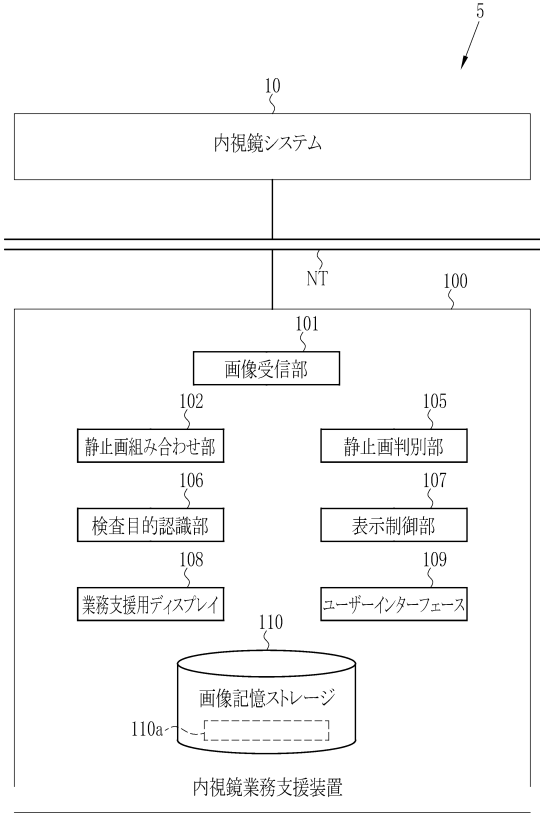 5
10
内視鏡システム
NT
100
101
画像受信部
102
静止画組み合わせ部
105
静止画判別部
106
検査目的認識部
107
表示制御部
108
業務支援用ディスプレイ
109
ユーザーインターフェース
110
画像記憶ストレージ
110a
内視鏡業務支援装置